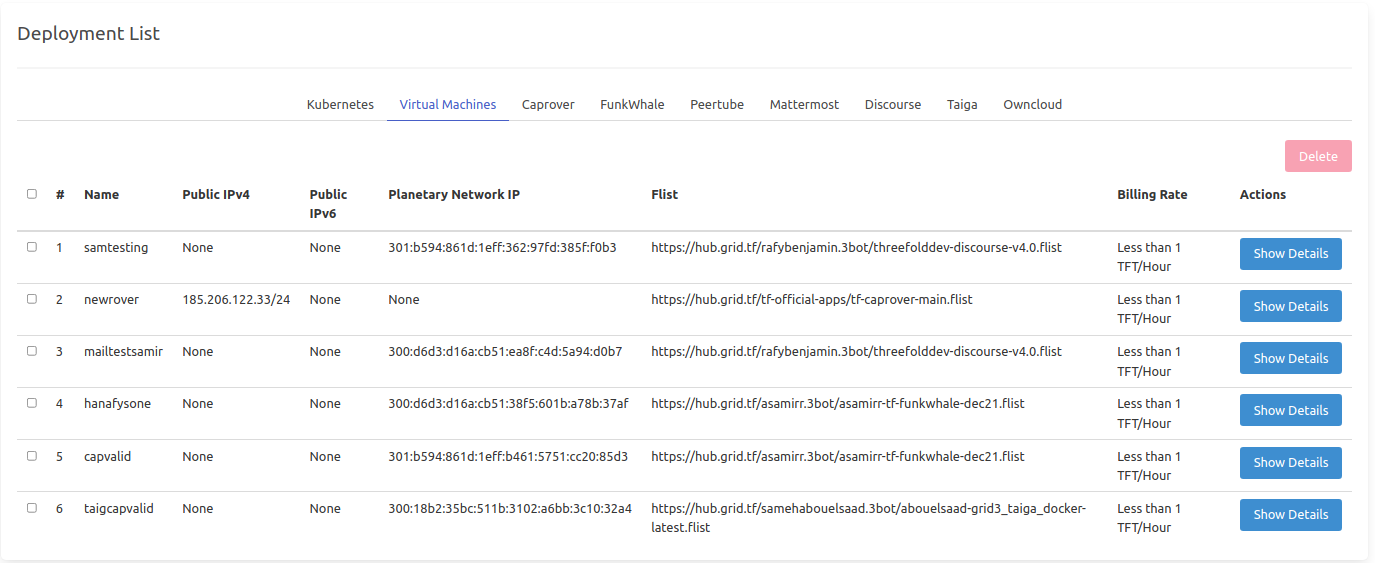 Deployment List
Kubernetes Virtual Machines Caprover FunkWhale Peertube Mattermost Discourse Taiga Owncloud
Delete
# Name Public IPv4 Public IPv6 Planetary Network IP Flist Billing Rate Actions
1 samtesting None None 301:b594:861d:1eff:362:97fd:385f:f0b3 https://hub.grid.tf/rafybenjamin.3bot/threefolddev-discourse-v4.0.flist Less than 1 TFT/Hour Show Details
2 newrover 185.206.122.33/24 None None https://hub.grid.tf/tf-official-apps/tf-caprover-main.flist Less than 1 TFT/Hour Show Details
3 mailtestsamir None None 300:d6d3:d16a:cb51:ea8f:c4d:5a94:d0b7 https://hub.grid.tf/rafybenjamin.3bot/threefolddev-discourse-v4.0.flist Less than 1 TFT/Hour Show Details
4 hanafysone None None 300:d6d3:d16a:cb51:38f5:601b:a78b:37af https://hub.grid.tf/asamirr.3bot/asamirr-tf-funkwhale-dec21.flist Less than 1 TFT/Hour Show Details
5 capvalid None None 301:b594:861d:1eff:b461:5751:cc20:85d3 https://hub.grid.tf/asamirr.3bot/asamirr-tf-funkwhale-dec21.flist Less than 1 TFT/Hour Show Details
6 taigcapvalid None None 300:18b2:35bc:511b:3102:a6bb:3c10:32a4 https://hub.grid.tf/samehabouelsaad.3bot/abouelsaad-grid3_taiga_docker-latest.flist Less than 1 TFT/Hour Show Details